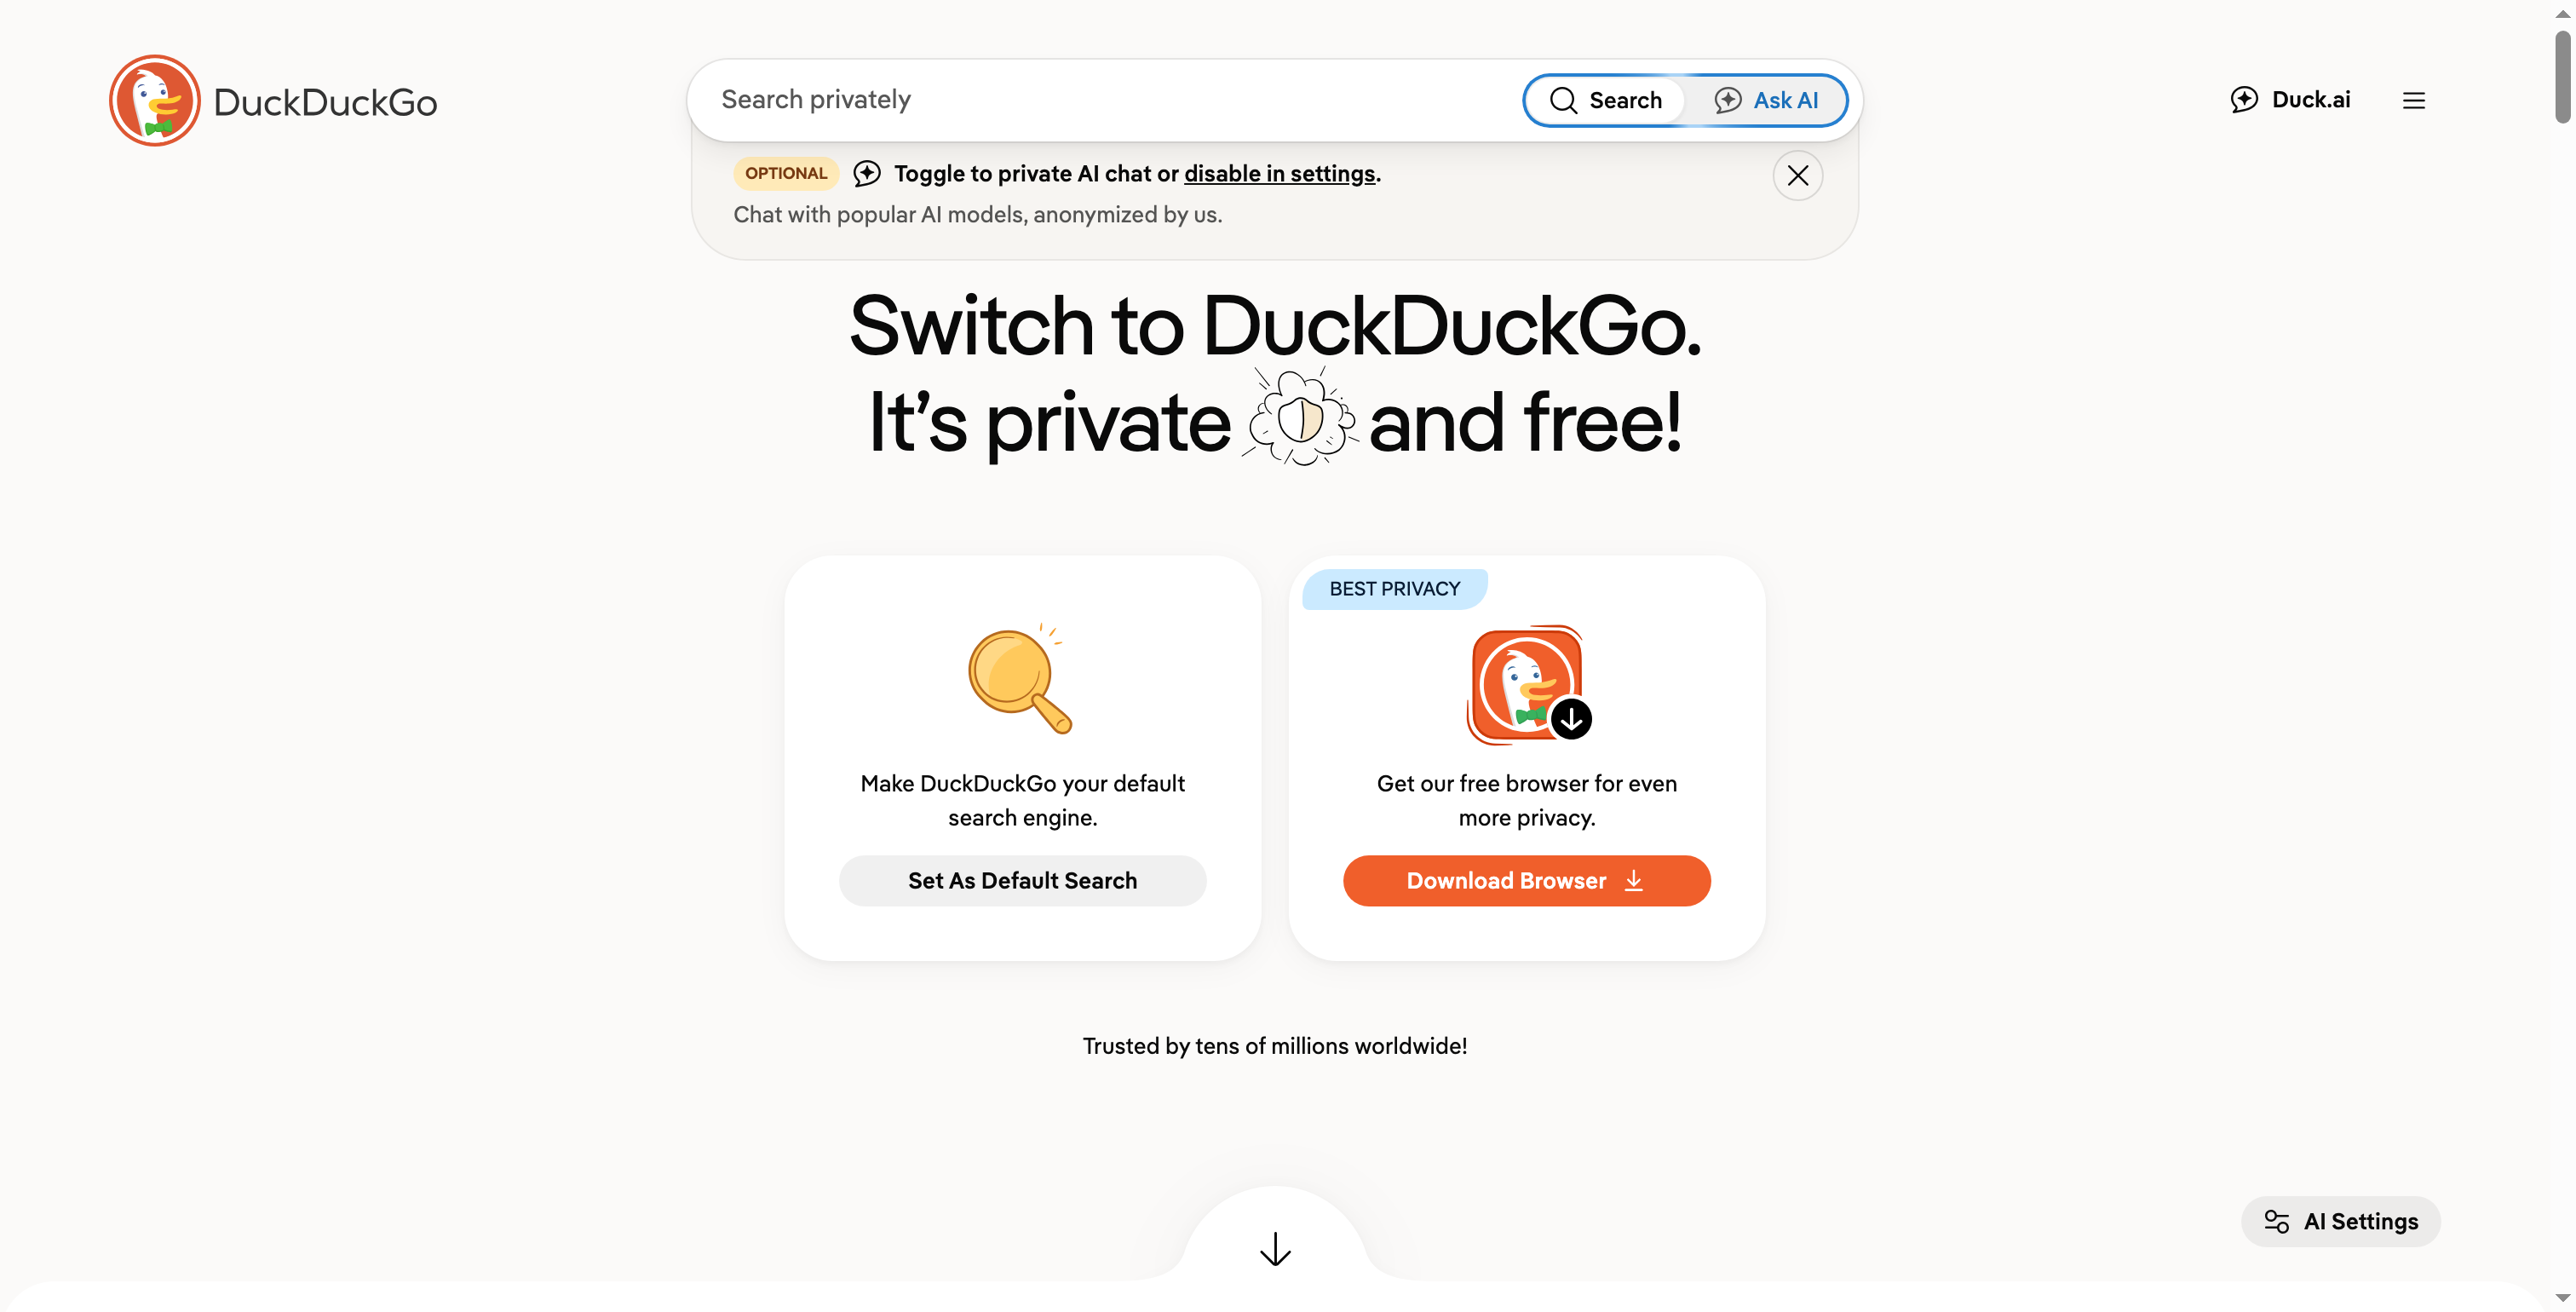 DuckDuckGo
Search privately
Search
Ask AI
Duck.ai
OPTIONAL Toggle to private AI chat or disable in settings.
Chat with popular AI models, anonymized by us.
Switch to DuckDuckGo.
It’s private and free!
Make DuckDuckGo your default
search engine.
Set As Default Search
BEST PRIVACY
Get our free browser for even
more privacy.
Download Browser
Trusted by tens of millions worldwide!
AI Settings